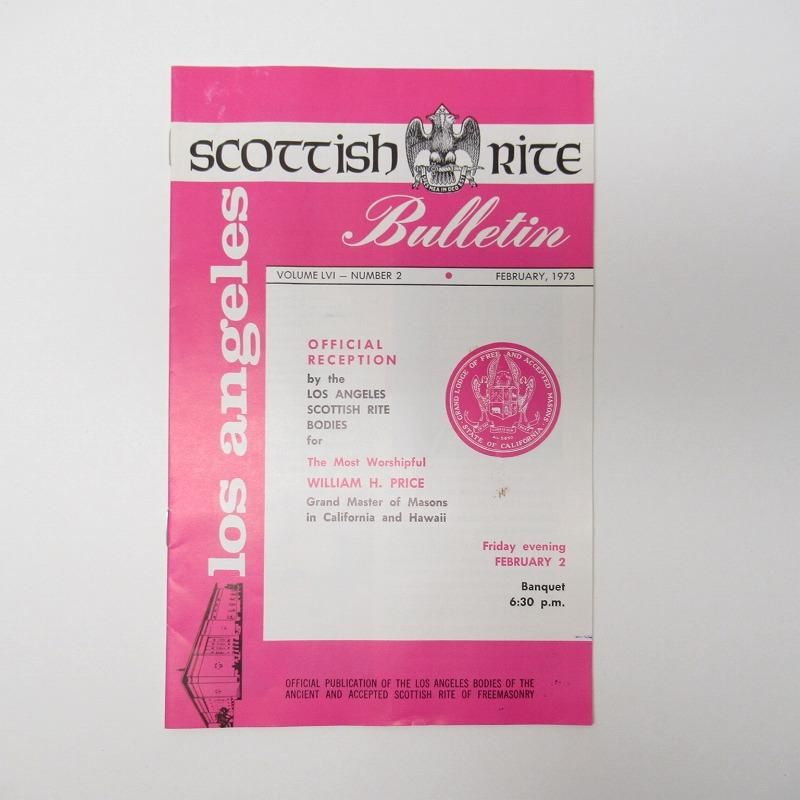 SCOTTISH RITE
Bulletin
los angeles
VOLUME LVI — NUMBER 2 • FEBRUARY, 1973
OFFICIAL
RECEPTION
by the
LOS ANGELES
SCOTTISH RITE
BODIES
for
The Most Worshipful
WILLIAM H. PRICE
Grand Master of Masons
in California and Hawaii
GRAND LODGE OF FREE AND ACCEPTED MASONS
STATE OF CALIFORNIA
Friday evening
FEBRUARY 2
Banquet
6:30 p.m.
OFFICIAL PUBLICATION OF THE LOS ANGELES BODIES OF THE
ANCIENT AND ACCEPTED SCOTTISH RITE OF FREEMASONRY